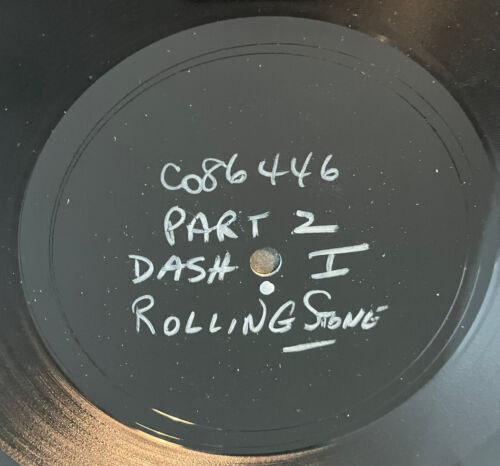 CO86446
PART 2
DASH I
ROLLING STONE